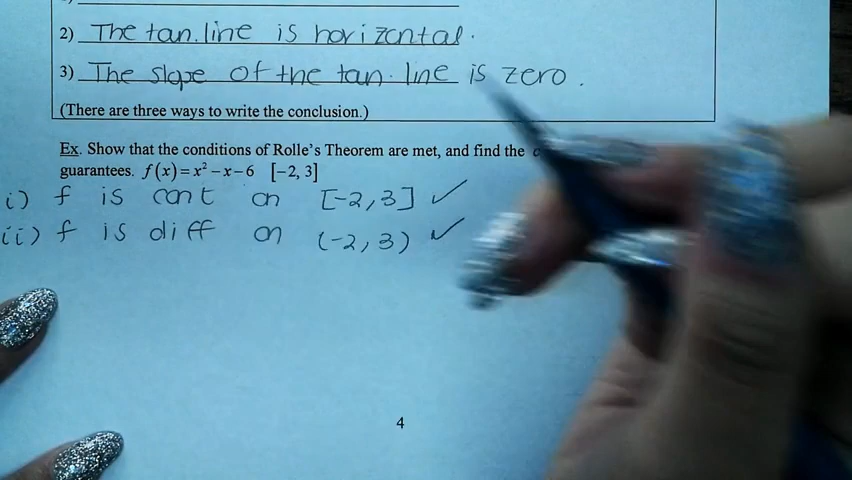 2) The tan. line is horizontal.
3) The slope of the tan. line is zero.
(There are three ways to write the conclusion.)
Ex. Show that the conditions of Rolle's Theorem are met, and find the
guarantees. f(x) = x² − x − 6 [−2, 3]
i) f is cont on [-2, 3] ✓
ii) f is diff on (-2, 3) ✓
4